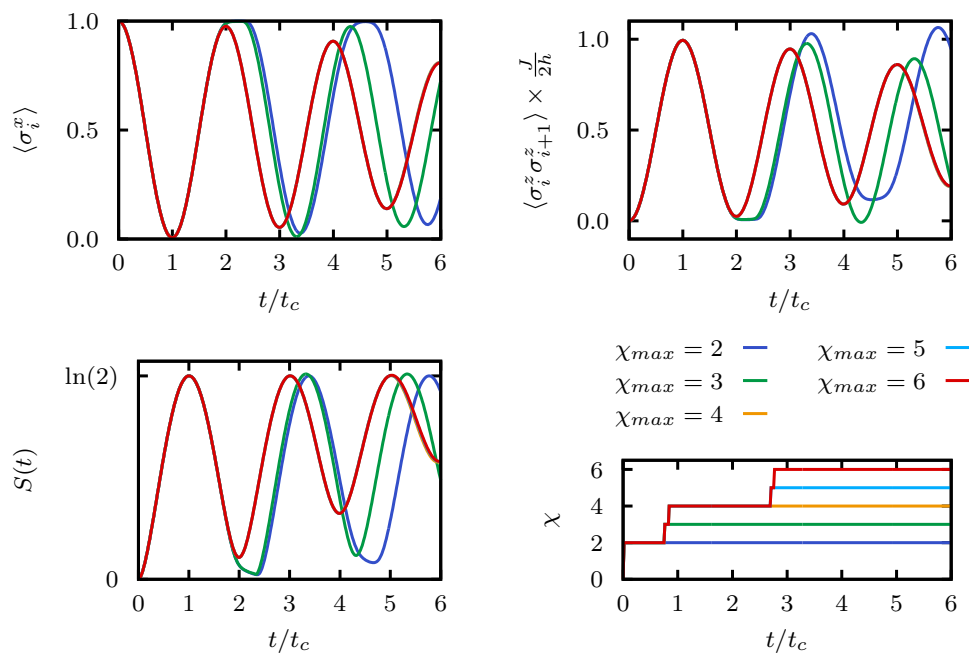 1.0
0.5
0.0
⟨σ_i^x⟩
0 1 2 3 4 5 6
t/t_c
1.0
0.5
0.0
⟨σ_i^z σ_{i+1}^z⟩ × J/2h
0 1 2 3 4 5 6
t/t_c
ln(2)
0
S(t)
0 1 2 3 4 5 6
t/t_c
χ_max = 2
χ_max = 3
χ_max = 4
χ_max = 5
χ_max = 6
6
4
2
0
χ
0 1 2 3 4 5 6
t/t_c